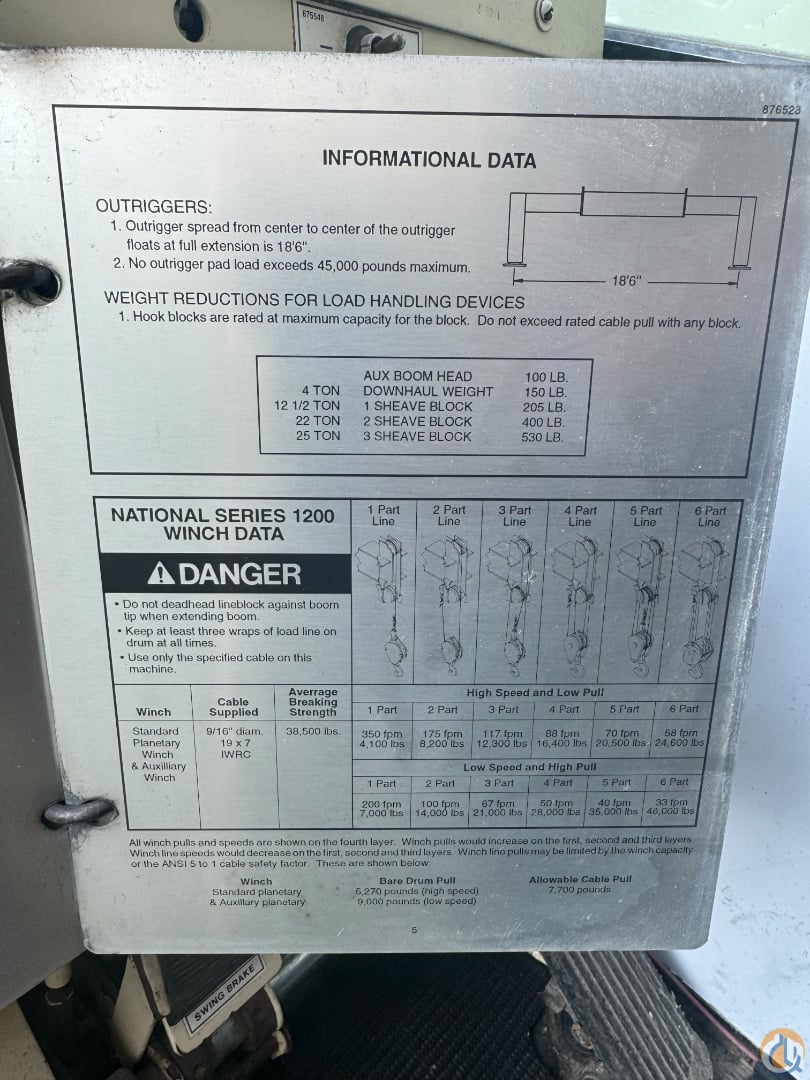 876548
876523
INFORMATIONAL DATA
OUTRIGGERS:
1. Outrigger spread from center to center of the outrigger
floats at full extension is 18'6".
2. No outrigger pad load exceeds 45,000 pounds maximum.
18'6"
WEIGHT REDUCTIONS FOR LOAD HANDLING DEVICES
1. Hook blocks are rated at maximum capacity for the block. Do not exceed rated cable pull with any block.
AUX BOOM HEAD 100 LB.
4 TON DOWNHAUL WEIGHT 150 LB.
12 1/2 TON 1 SHEAVE BLOCK 205 LB.
22 TON 2 SHEAVE BLOCK 400 LB.
25 TON 3 SHEAVE BLOCK 530 LB.
NATIONAL SERIES 1200
WINCH DATA
DANGER
• Do not deadhead lineblock against boom
tip when extending boom.
• Keep at least three wraps of load line on
drum at all times.
• Use only the specified cable on this
machine.
1 Part Line
2 Part Line
3 Part Line
4 Part Line
5 Part Line
6 Part Line
Winch
Cable Supplied
Averrage Breaking Strength
High Speed and Low Pull
1 Part 2 Part 3 Part 4 Part 5 Part 6 Part
Standard
Planetary
Winch
& Auxilliary
Winch
9/16" diam.
19 x 7
IWRC
38,500 lbs.
350 fpm 175 fpm 117 fpm 88 fpm 70 fpm 58 fpm
4,100 lbs 8,200 lbs 12,300 lbs 16,400 lbs 20,500 lbs 24,600 lbs
Low Speed and High Pull
1 Part 2 Part 3 Part 4 Part 5 Part 6 Part
200 fpm 100 fpm 67 fpm 50 fpm 40 fpm 33 fpm
7,000 lbs 14,000 lbs 21,000 lbs 28,000 lbs 35,000 lbs 46,000 lbs
All winch pulls and speeds are shown on the fourth layer. Winch pulls would increase on the first, second and third layers.
Winch line speeds would decrease on the first, second and third layers. Winch line pulls may be limited by the winch capacity
or the ANSI 5 to 1 cable safety factor. These are shown below:
Winch Bare Drum Pull Allowable Cable Pull
Standard planetary 5,270 pounds (high speed) 7,700 pounds
& Auxiliary planetary 9,000 pounds (low speed)
5
SWING BRAKE